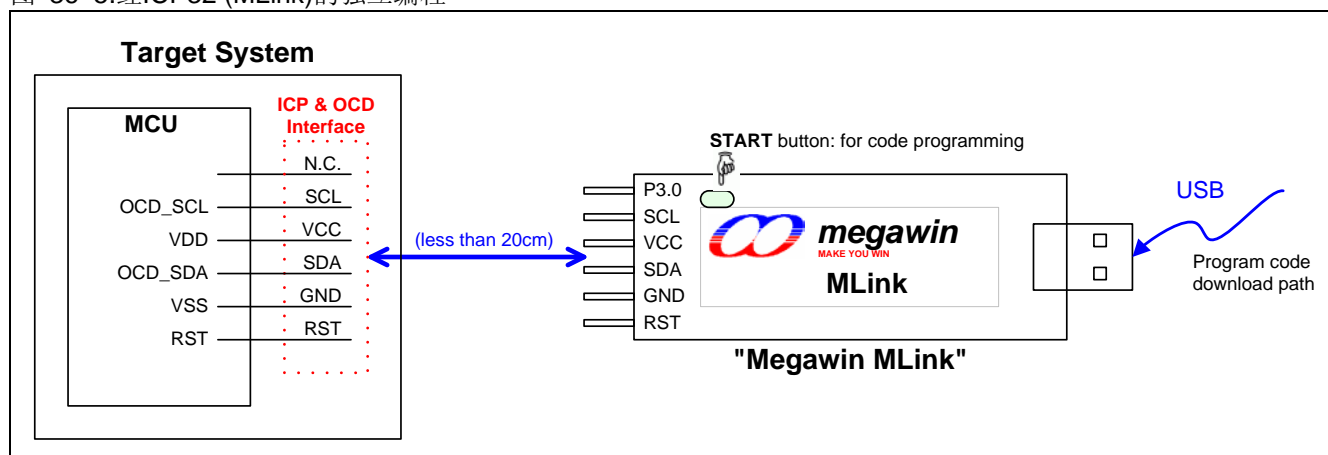 Target System
MCU
ICP & OCD
Interface
N.C.
OCD_SCL
SCL
VDD
VCC
OCD_SDA
SDA
VSS
GND
RST
RST
(less than 20cm)
START button: for code programming
P3.0
SCL
VCC
SDA
GND
RST
megawin
MAKE YOU WIN
MLink
"Megawin MLink"
USB
Program code
download path